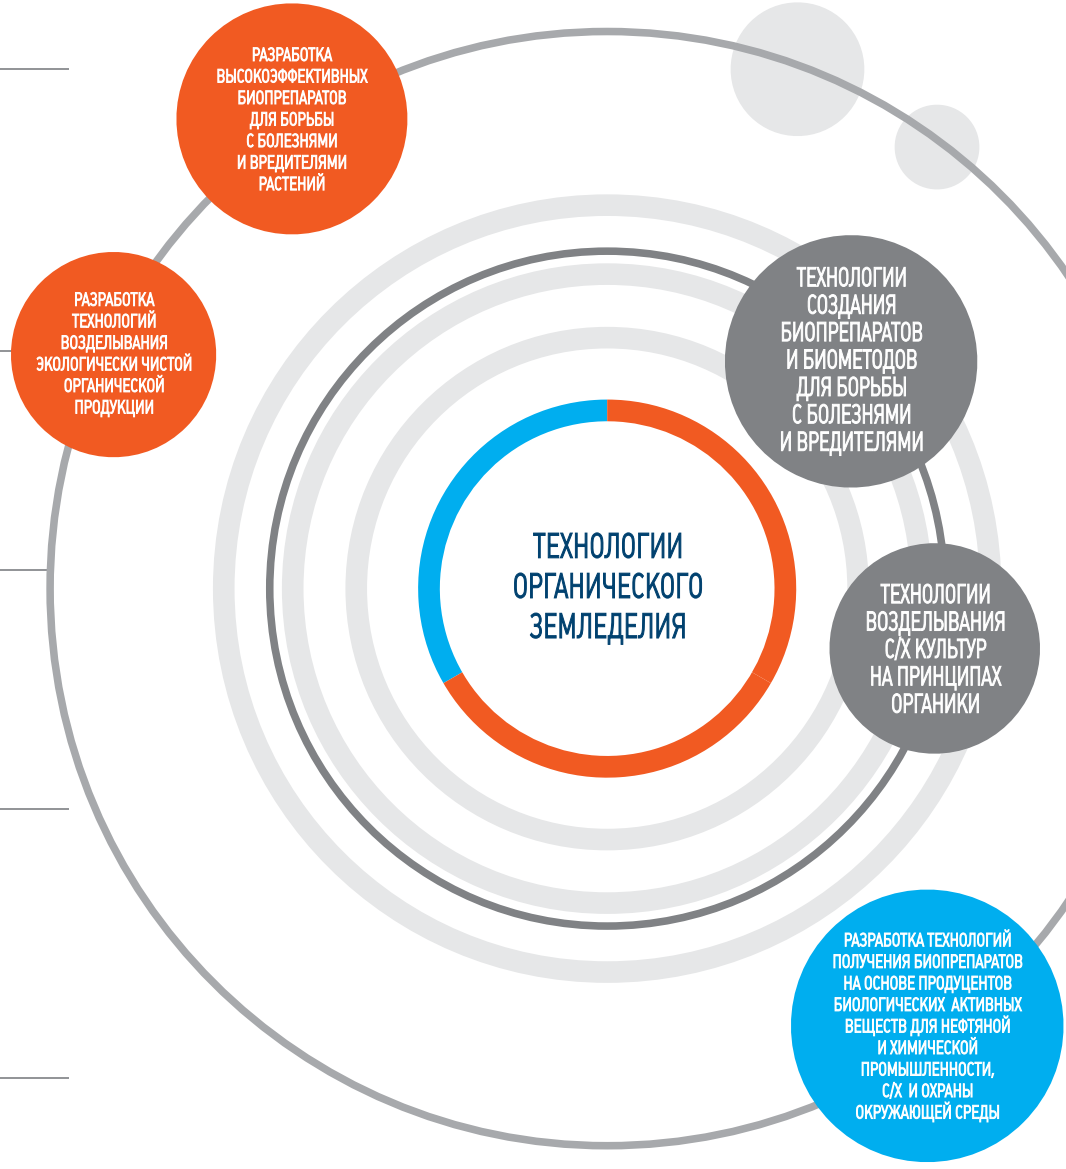 РАЗРАБОТКА
ВЫСОКОЭФФЕКТИВНЫХ
БИОПРЕПАРАТОВ
ДЛЯ БОРЬБЫ
С БОЛЕЗНЯМИ
И ВРЕДИТЕЛЯМИ
РАСТЕНИЙ
РАЗРАБОТКА
ТЕХНОЛОГИЙ
ВОЗДЕЛЫВАНИЯ
ЭКОЛОГИЧЕСКИ ЧИСТОЙ
ОРГАНИЧЕСКОЙ
ПРОДУКЦИИ
ТЕХНОЛОГИИ
СОЗДАНИЯ
БИОПРЕПАРАТОВ
И БИОМЕТОДОВ
ДЛЯ БОРЬБЫ
С БОЛЕЗНЯМИ
И ВРЕДИТЕЛЯМИ
ТЕХНОЛОГИИ
ОРГАНИЧЕСКОГО
ЗЕМЛЕДЕЛИЯ
ТЕХНОЛОГИИ
ВОЗДЕЛЫВАНИЯ
С/Х КУЛЬТУР
НА ПРИНЦИПАХ
ОРГАНИКИ
РАЗРАБОТКА ТЕХНОЛОГИЙ
ПОЛУЧЕНИЯ БИОПРЕПАРАТОВ
НА ОСНОВЕ ПРОДУЦЕНТОВ
БИОЛОГИЧЕСКИХ АКТИВНЫХ
ВЕЩЕСТВ ДЛЯ НЕФТЯНОЙ
И ХИМИЧЕСКОЙ
ПРОМЫШЛЕННОСТИ,
С/Х И ОХРАНЫ
ОКРУЖАЮЩЕЙ СРЕДЫ